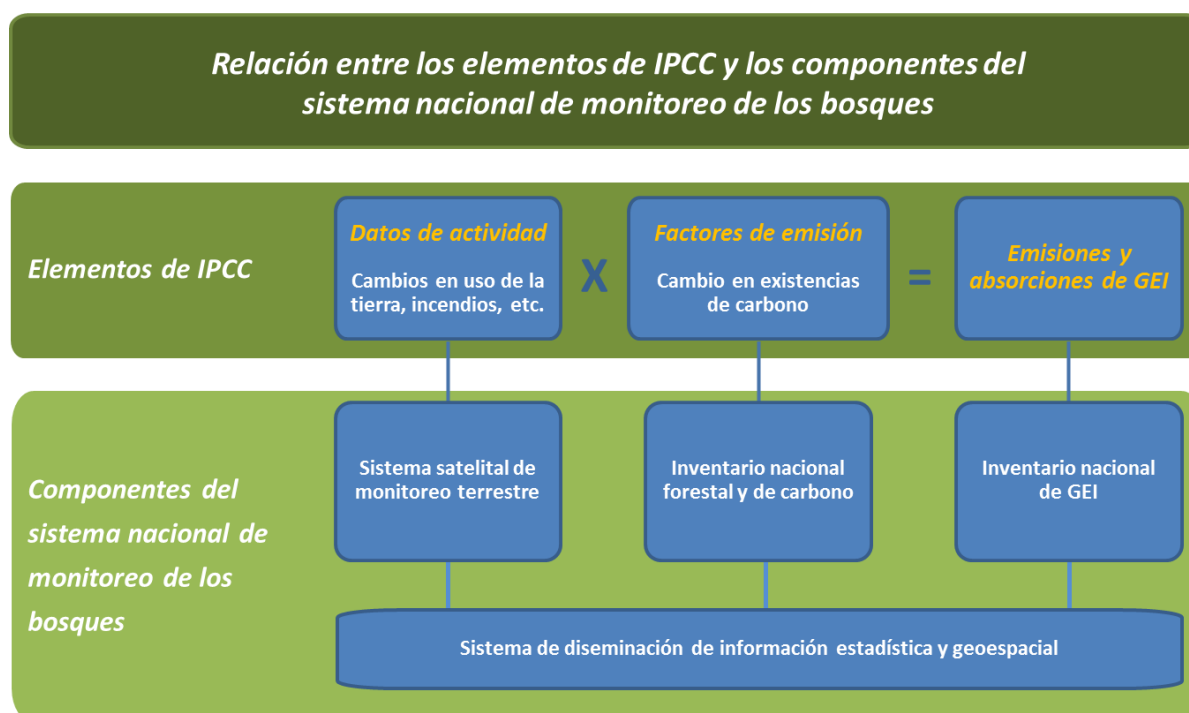 Relación entre los elementos de IPCC y los componentes del
sistema nacional de monitoreo de los bosques
Elementos de IPCC
Datos de actividad
Cambios en uso de la
tierra, incendios, etc.
X
Factores de emisión
Cambio en existencias
de carbono
=
Emisiones y
absorciones de GEI
Componentes del
sistema nacional de
monitoreo de los
bosques
Sistema satelital de
monitoreo terrestre
Inventario nacional
forestal y de carbono
Inventario nacional
de GEI
Sistema de diseminación de información estadística y geoespacial